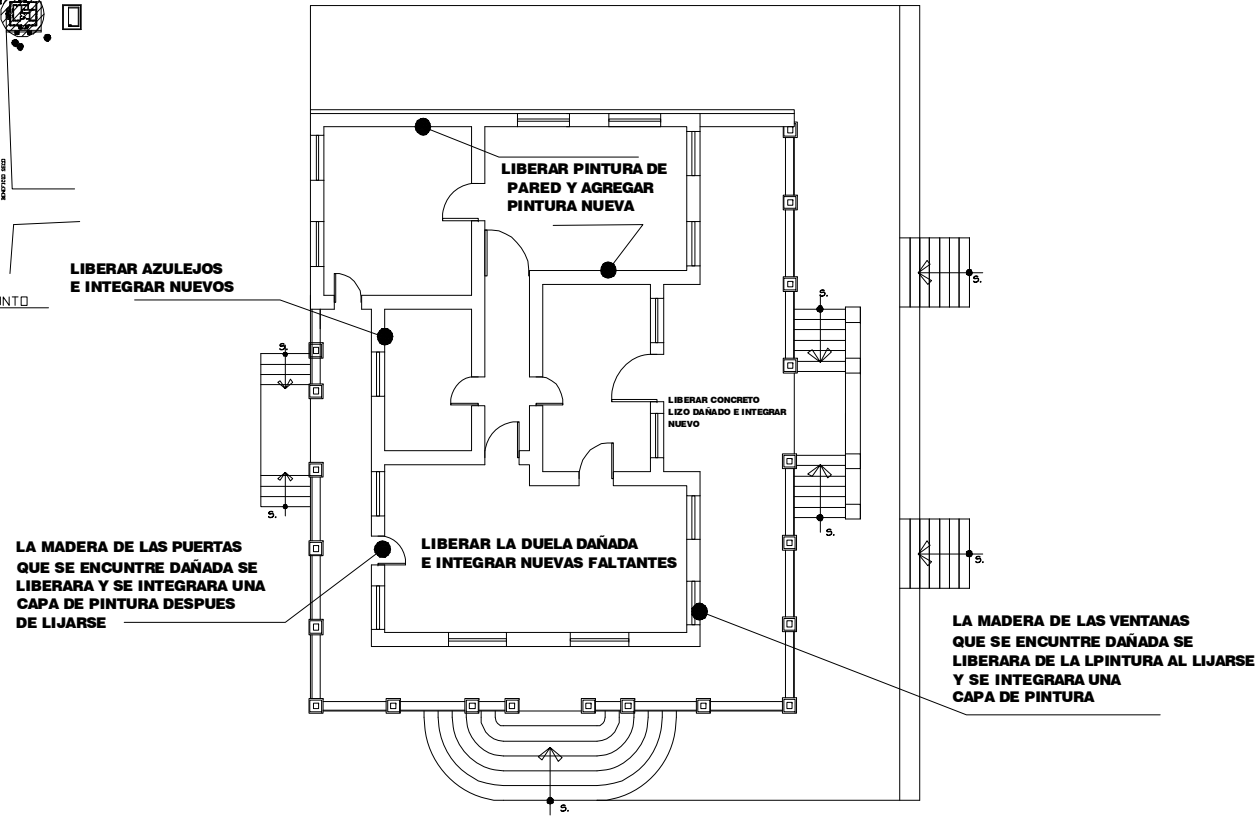 LIBERAR PINTURA DE
PARED Y AGREGAR
PINTURA NUEVA
LIBERAR AZULEJOS
E INTEGRAR NUEVOS
NTO
S.
S.
S.
LIBERAR CONCRETO
LIZO DAÑADO E INTEGRAR
NUEVO
S.
S.
S.
LA MADERA DE LAS PUERTAS
QUE SE ENCUNTRE DAÑADA SE
LIBERARA Y SE INTEGRARA UNA
CAPA DE PINTURA DESPUES
DE LIJARSE
LIBERAR LA DUELA DAÑADA
E INTEGRAR NUEVAS FALTANTES
S.
LA MADERA DE LAS VENTANAS
QUE SE ENCUNTRE DAÑADA SE
LIBERARA DE LA LPINTURA AL LIJARSE
Y SE INTEGRARA UNA
CAPA DE PINTURA